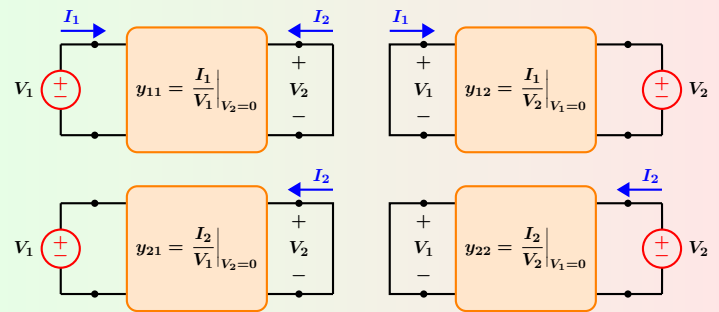 I₁ I₂
V₁ + − y₁₁ = I₁/V₁|V₂=0 + V₂ −
I₁
+ V₁ − y₁₂ = I₁/V₂|V₁=0 + − V₂
I₂
V₁ + − y₂₁ = I₂/V₁|V₂=0 + V₂ −
I₂
+ V₁ − y₂₂ = I₂/V₂|V₁=0 + − V₂